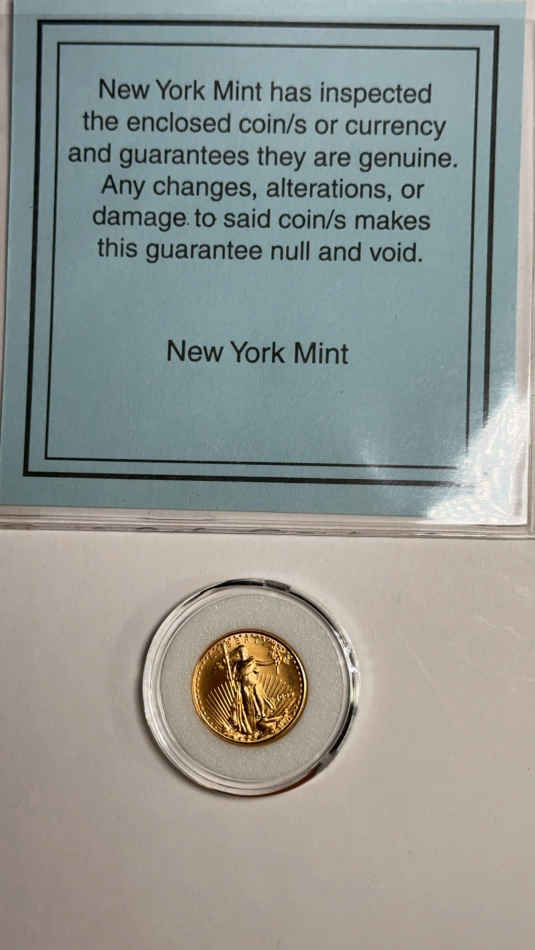 New York Mint has inspected
the enclosed coin/s or currency
and guarantees they are genuine.
Any changes, alterations, or
damage to said coin/s makes
this guarantee null and void.
New York Mint
LIBERTY